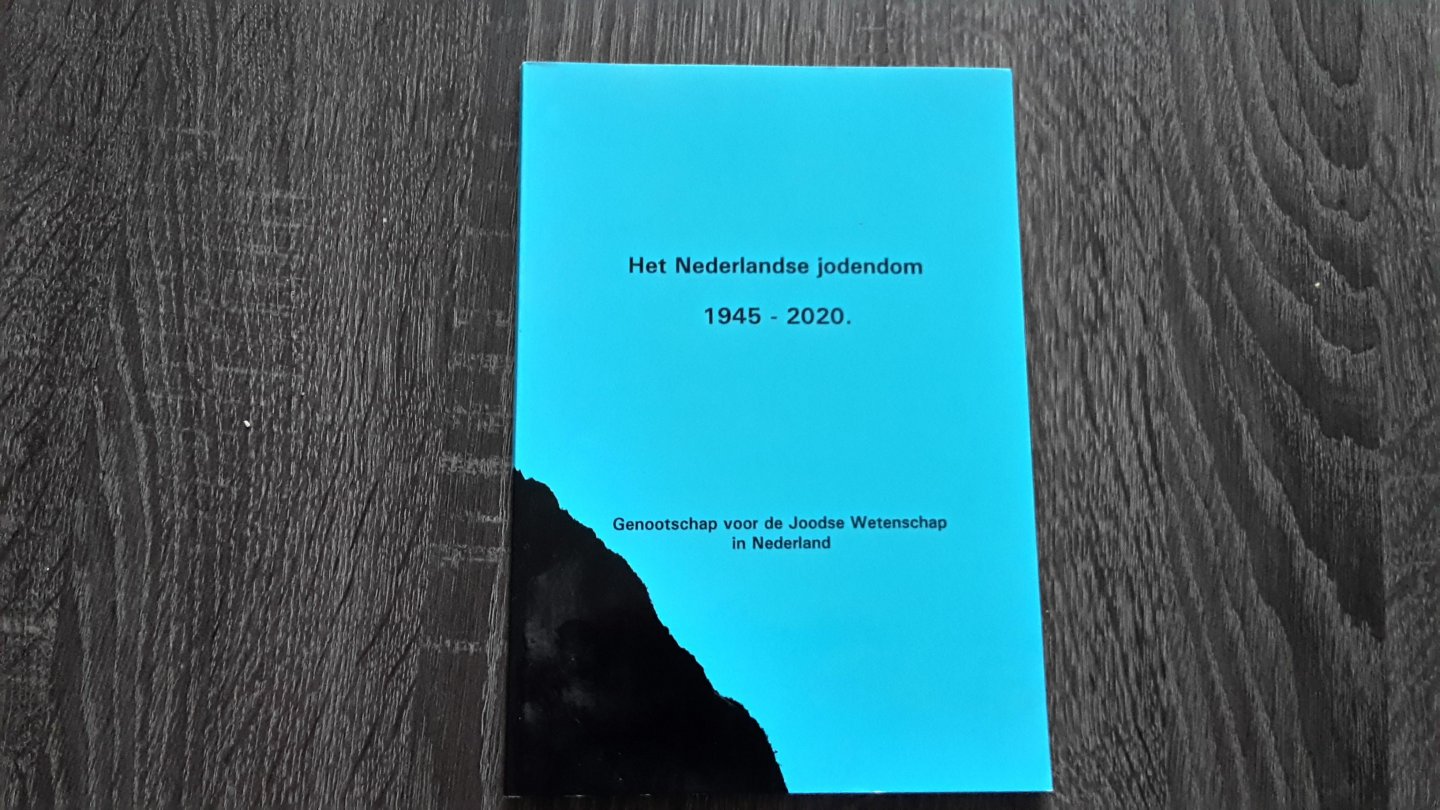 Het Nederlandse jodendom
1945 - 2020.
Genootschap voor de Joodse Wetenschap
in Nederland